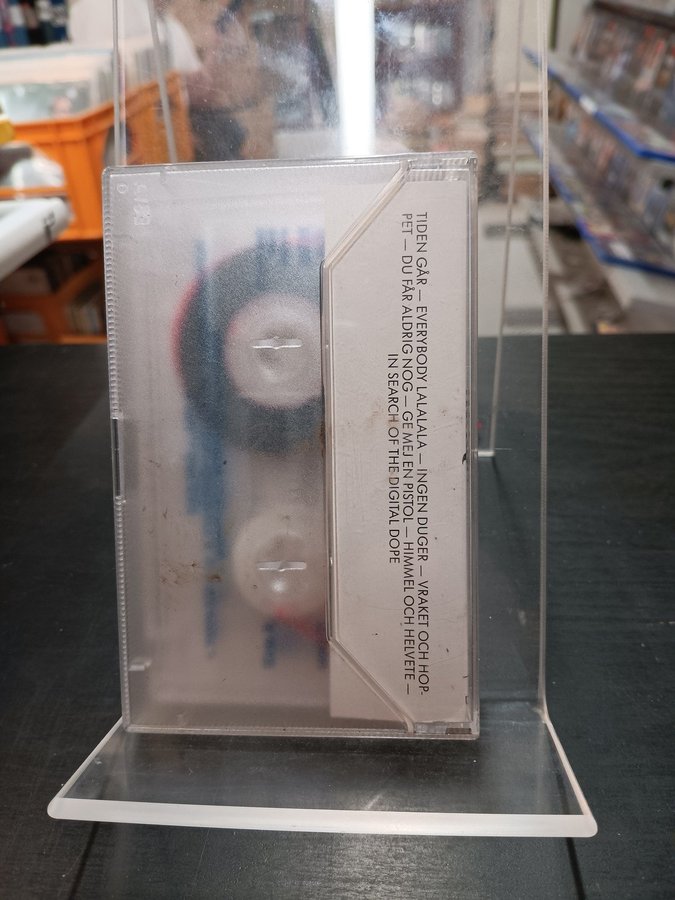 TIDEN GÅR — EVERYBODY LALALALA — INGEN DUGER — VRAKET OCH HOP-
PET — DU FÅR ALDRIG NOG — GE MEJ EN PISTOL — HIMMEL OCH HELVETE —
IN SEARCH OF THE DIGITAL DOPE